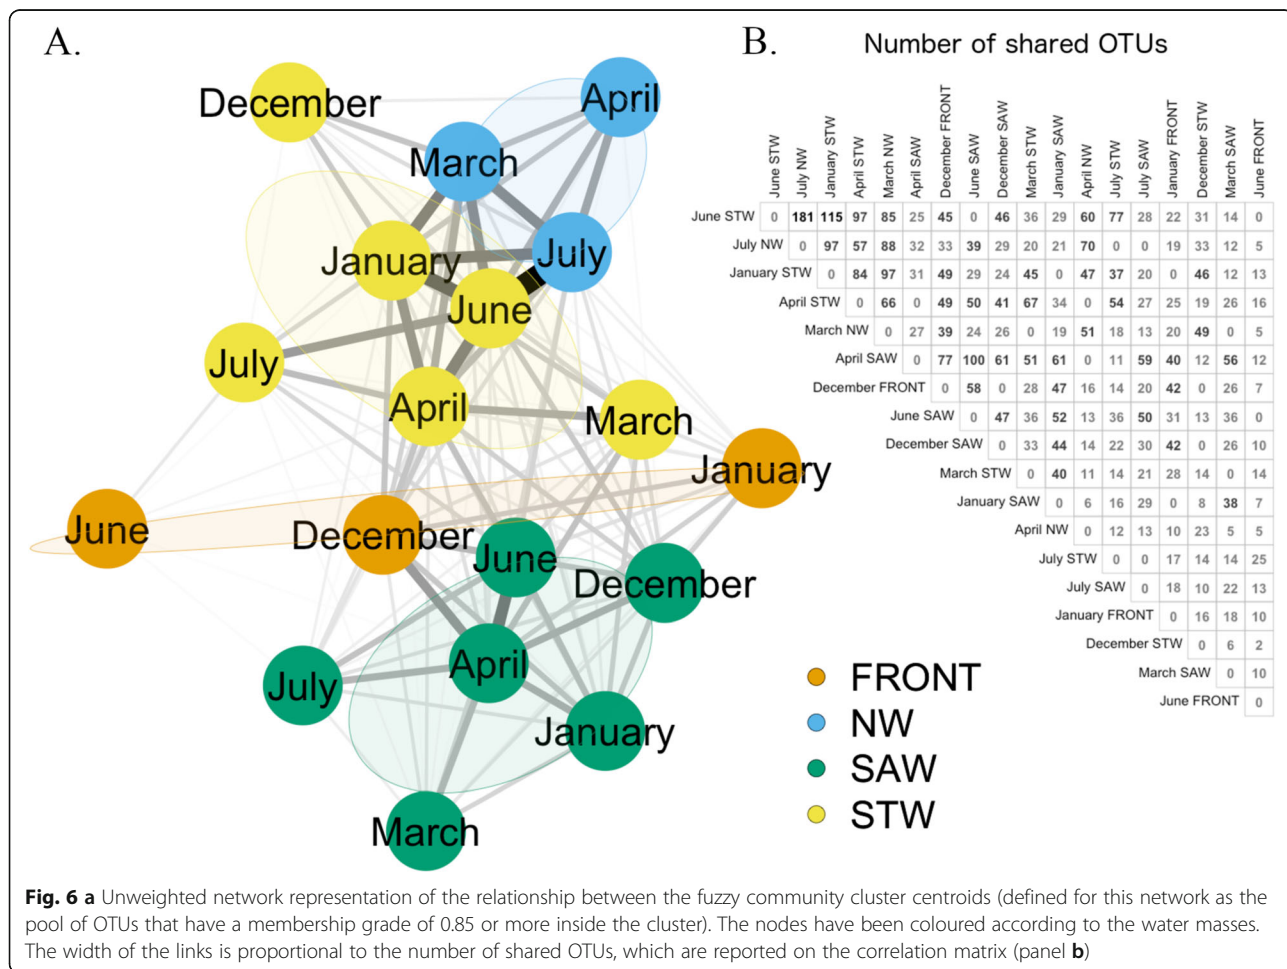 A.
December
April
March
January
July
June
July
April
March
January
June
December
June
December
July
April
January
March
B.
Number of shared OTUs
June STW
July NW
January STW
April STW
March NW
April SAW
December FRONT
June SAW
December SAW
March STW
January SAW
April NW
July STW
July SAW
January FRONT
December STW
March SAW
June FRONT
June STW 0 181 115 97 85 25 45 0 46 36 29 60 77 28 22 31 14 0
July NW 0 97 57 88 32 33 39 29 20 21 70 0 0 19 33 12 5
January STW 0 84 97 31 49 29 24 45 0 47 37 20 0 46 12 13
April STW 0 66 0 49 50 41 67 34 0 54 27 25 19 26 16
March NW 0 27 39 24 26 0 19 51 18 13 20 49 0 5
April SAW 0 77 100 61 51 61 0 11 59 40 12 56 12
December FRONT 0 58 0 28 47 16 14 20 42 0 26 7
June SAW 0 47 36 52 13 36 50 31 13 36 0
December SAW 0 33 44 14 22 30 42 0 26 10
March STW 0 40 11 14 21 28 14 0 14
January SAW 0 6 16 29 0 8 38 7
April NW 0 12 13 10 23 5 5
July STW 0 0 17 14 14 25
July SAW 0 18 10 22 13
January FRONT 0 16 18 10
December STW 0 6 2
March SAW 0 10
June FRONT 0
FRONT
NW
SAW
STW
Fig. 6 a Unweighted network representation of the relationship between the fuzzy community cluster centroids (defined for this network as the
pool of OTUs that have a membership grade of 0.85 or more inside the cluster). The nodes have been coloured according to the water masses.
The width of the links is proportional to the number of shared OTUs, which are reported on the correlation matrix (panel b)